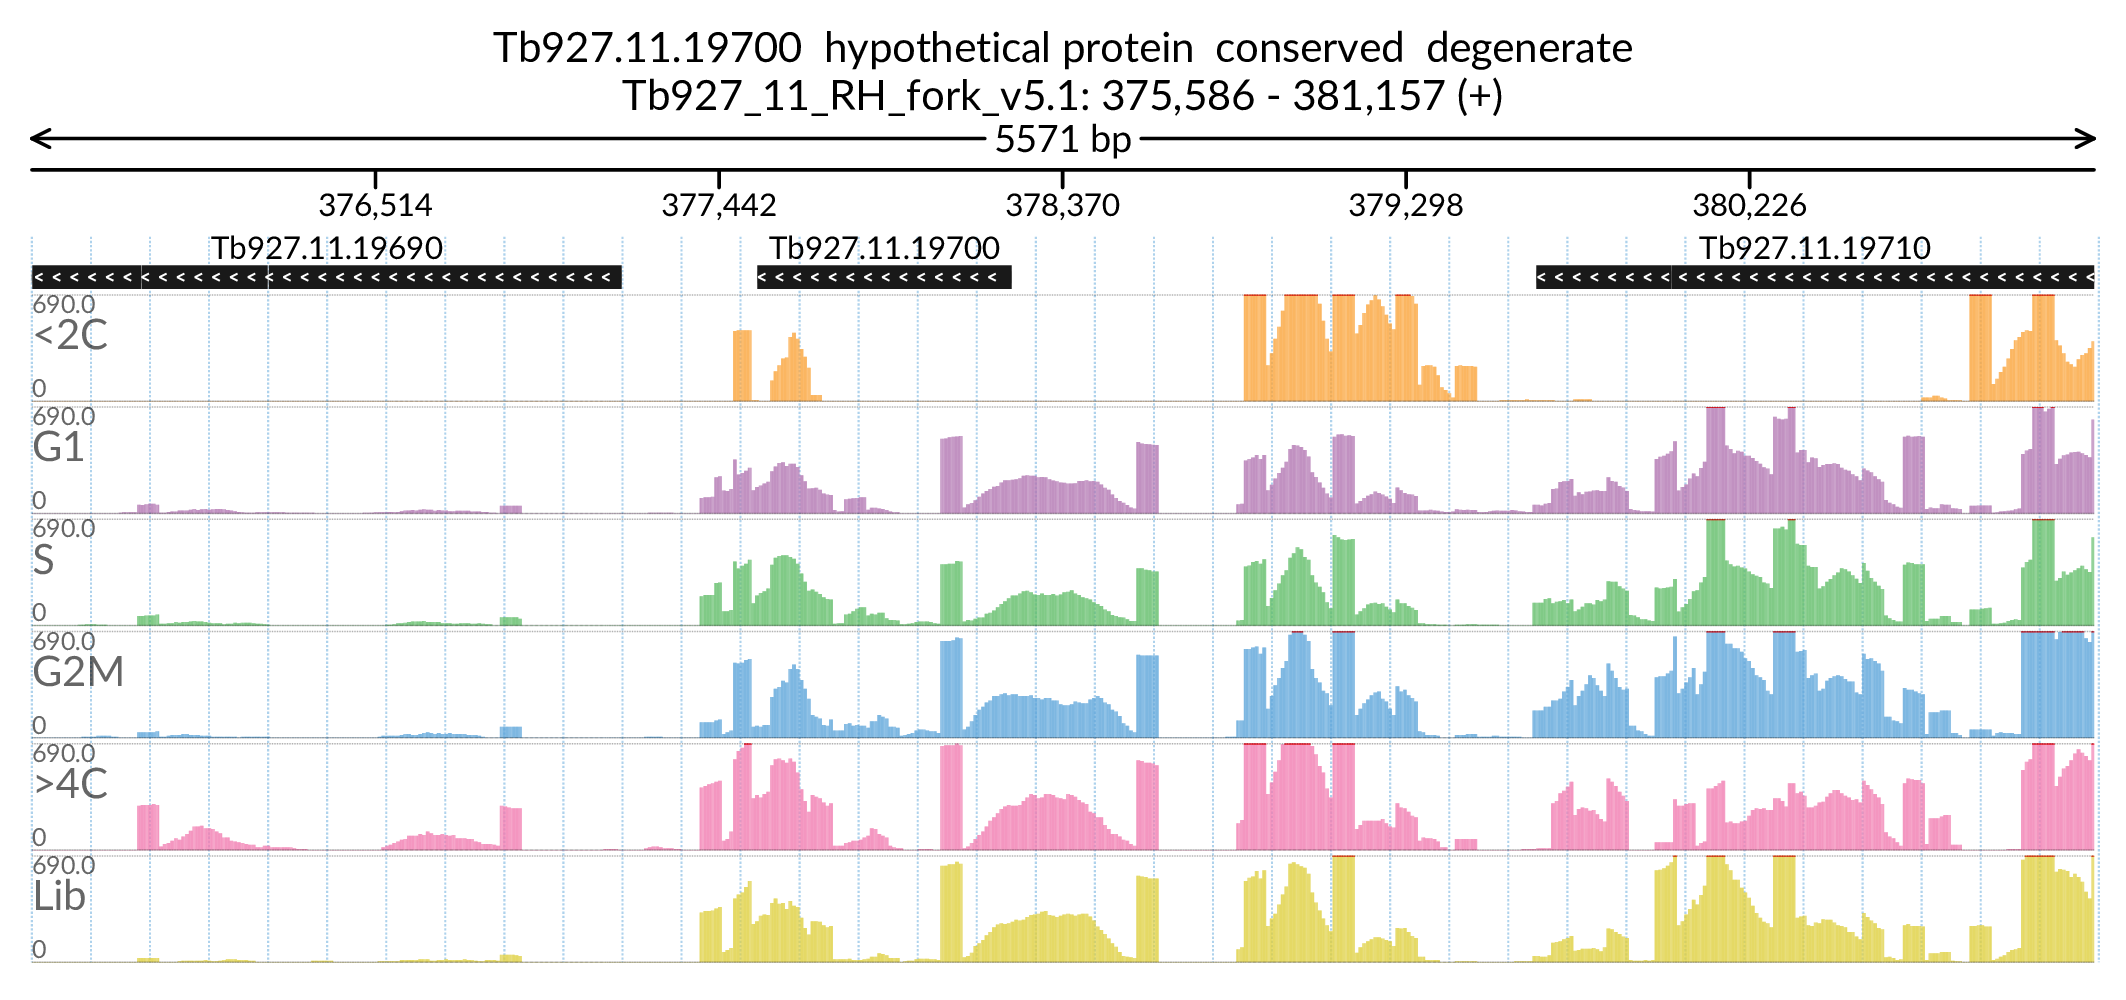 Tb927.11.19700 hypothetical protein conserved degenerate
Tb927_11_RH_fork_v5.1: 375,586 - 381,157 (+)
5571 bp
376,514 377,442 378,370 379,298 380,226
Tb927.11.19690 Tb927.11.19700 Tb927.11.19710
690.0
<2C
0
690.0
G1
0
690.0
S
0
690.0
G2M
0
690.0
>4C
0
690.0
Lib
0